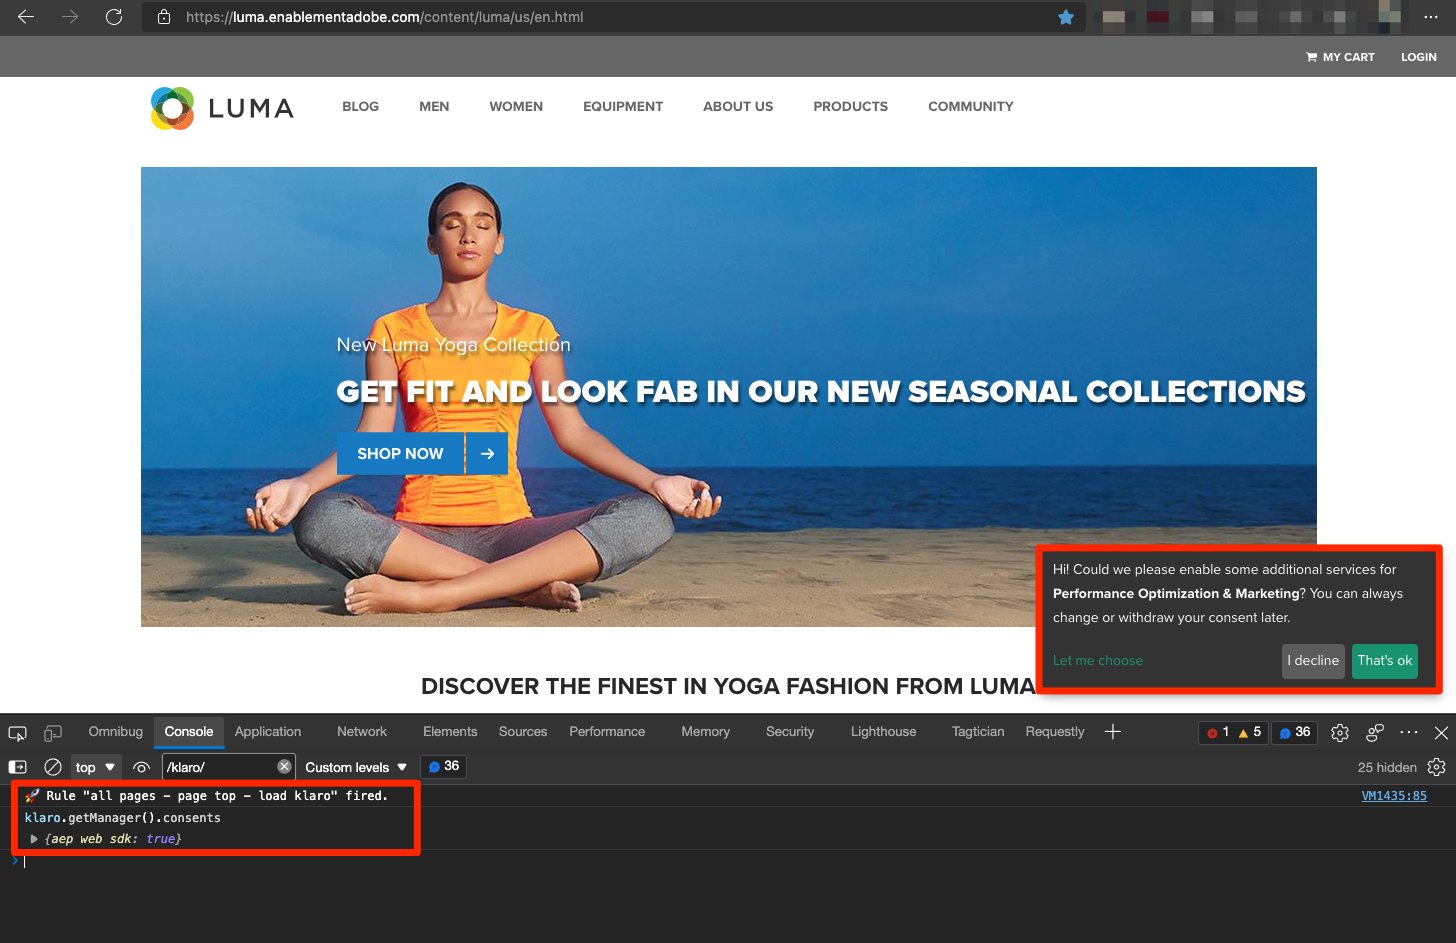 https://luma.enablementadobe.com/content/luma/us/en.html
MY CART LOGIN
LUMA BLOG MEN WOMEN EQUIPMENT ABOUT US PRODUCTS COMMUNITY
New Luma Yoga Collection
GET FIT AND LOOK FAB IN OUR NEW SEASONAL COLLECTIONS
SHOP NOW
Hi! Could we please enable some additional services for
Performance Optimization & Marketing? You can always
change or withdraw your consent later.
Let me choose I decline That's ok
DISCOVER THE FINEST IN YOGA FASHION FROM LUMA
Omnibug Console Application Network Elements Sources Performance Memory Security Lighthouse Tagtician Requestly 1 5 36
top /klaro/ Custom levels 36 25 hidden
🚀 Rule "all pages - page top - load klaro" fired. VM1435:85
klaro.getManager().consents
{aep web sdk: true}